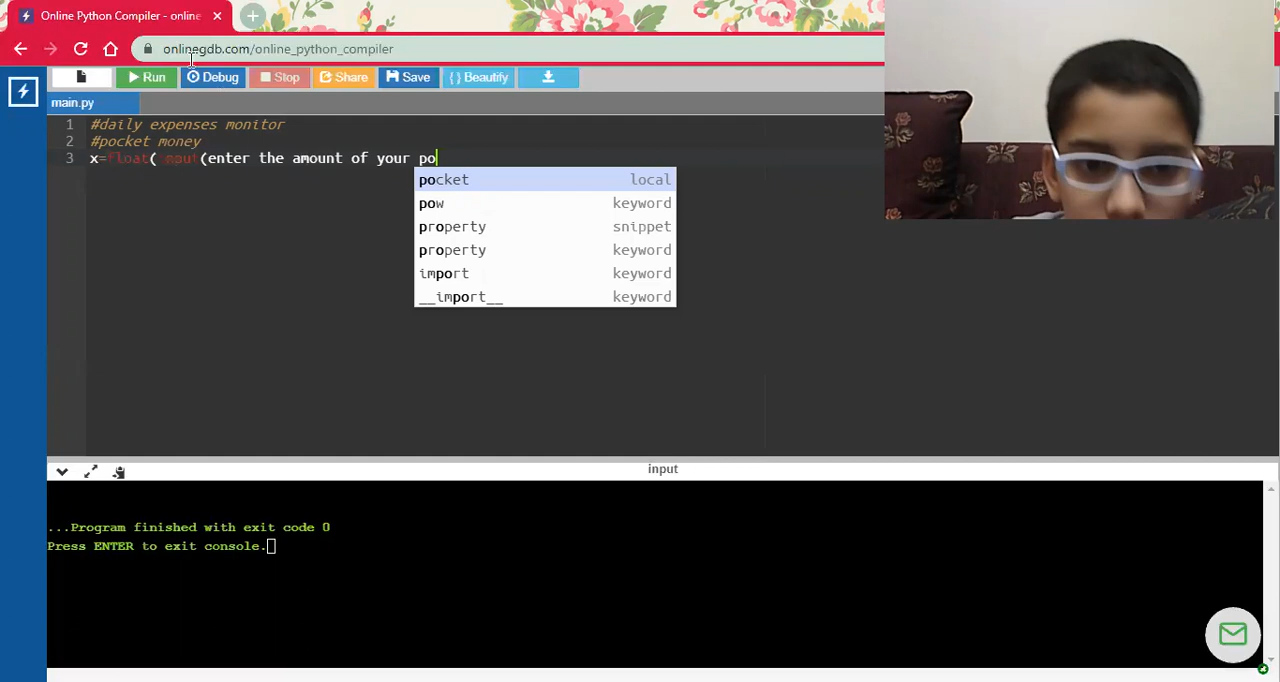 Online Python Compiler - online
onlinegdb.com/online_python_compiler
Run Debug Stop Share Save { } Beautify
main.py
1 #daily expenses monitor
2 #pocket money
3 x=float(input(enter the amount of your po
pocket local
pow keyword
property snippet
property keyword
import keyword
__import__ keyword
input
...Program finished with exit code 0
Press ENTER to exit console.